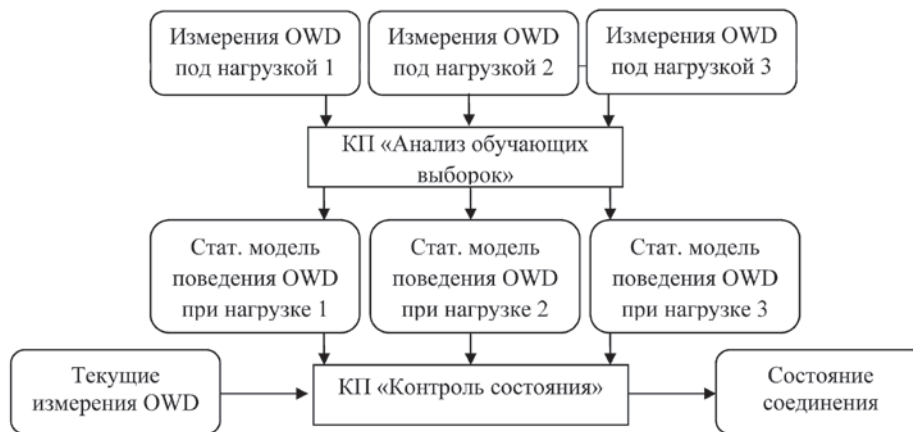 Измерения OWD
под нагрузкой 1
Измерения OWD
под нагрузкой 2
Измерения OWD
под нагрузкой 3
КП «Анализ обучающих
выборок»
Стат. модель
поведения OWD
при нагрузке 1
Стат. модель
поведения OWD
при нагрузке 2
Стат. модель
поведения OWD
при нагрузке 3
Текущие
измерения OWD
КП «Контроль состояния»
Состояние
соединения